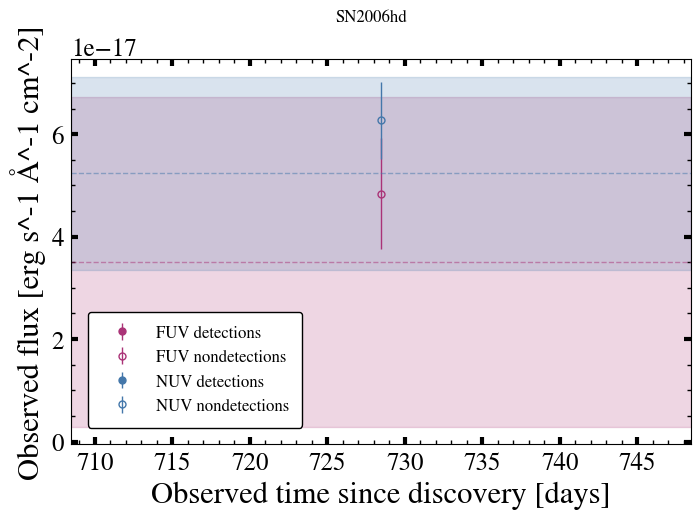 SN2006hd
1e−17
Observed flux [erg s^-1 Å^-1 cm^-2]
6
4
2
0
FUV detections
FUV nondetections
NUV detections
NUV nondetections
710 715 720 725 730 735 740 745
Observed time since discovery [days]